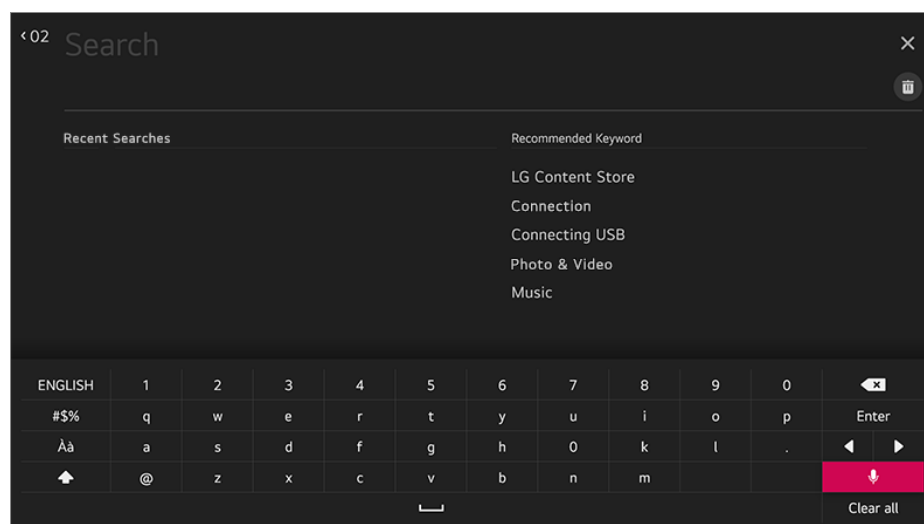 02
Search
Recent Searches
Recommended Keyword
LG Content Store
Connection
Connecting USB
Photo & Video
Music
ENGLISH 1 2 3 4 5 6 7 8 9 0
#$% q w e r t y u i o p Enter
Àà a s d f g h 0 k l .
@ z x c v b n m
Clear all